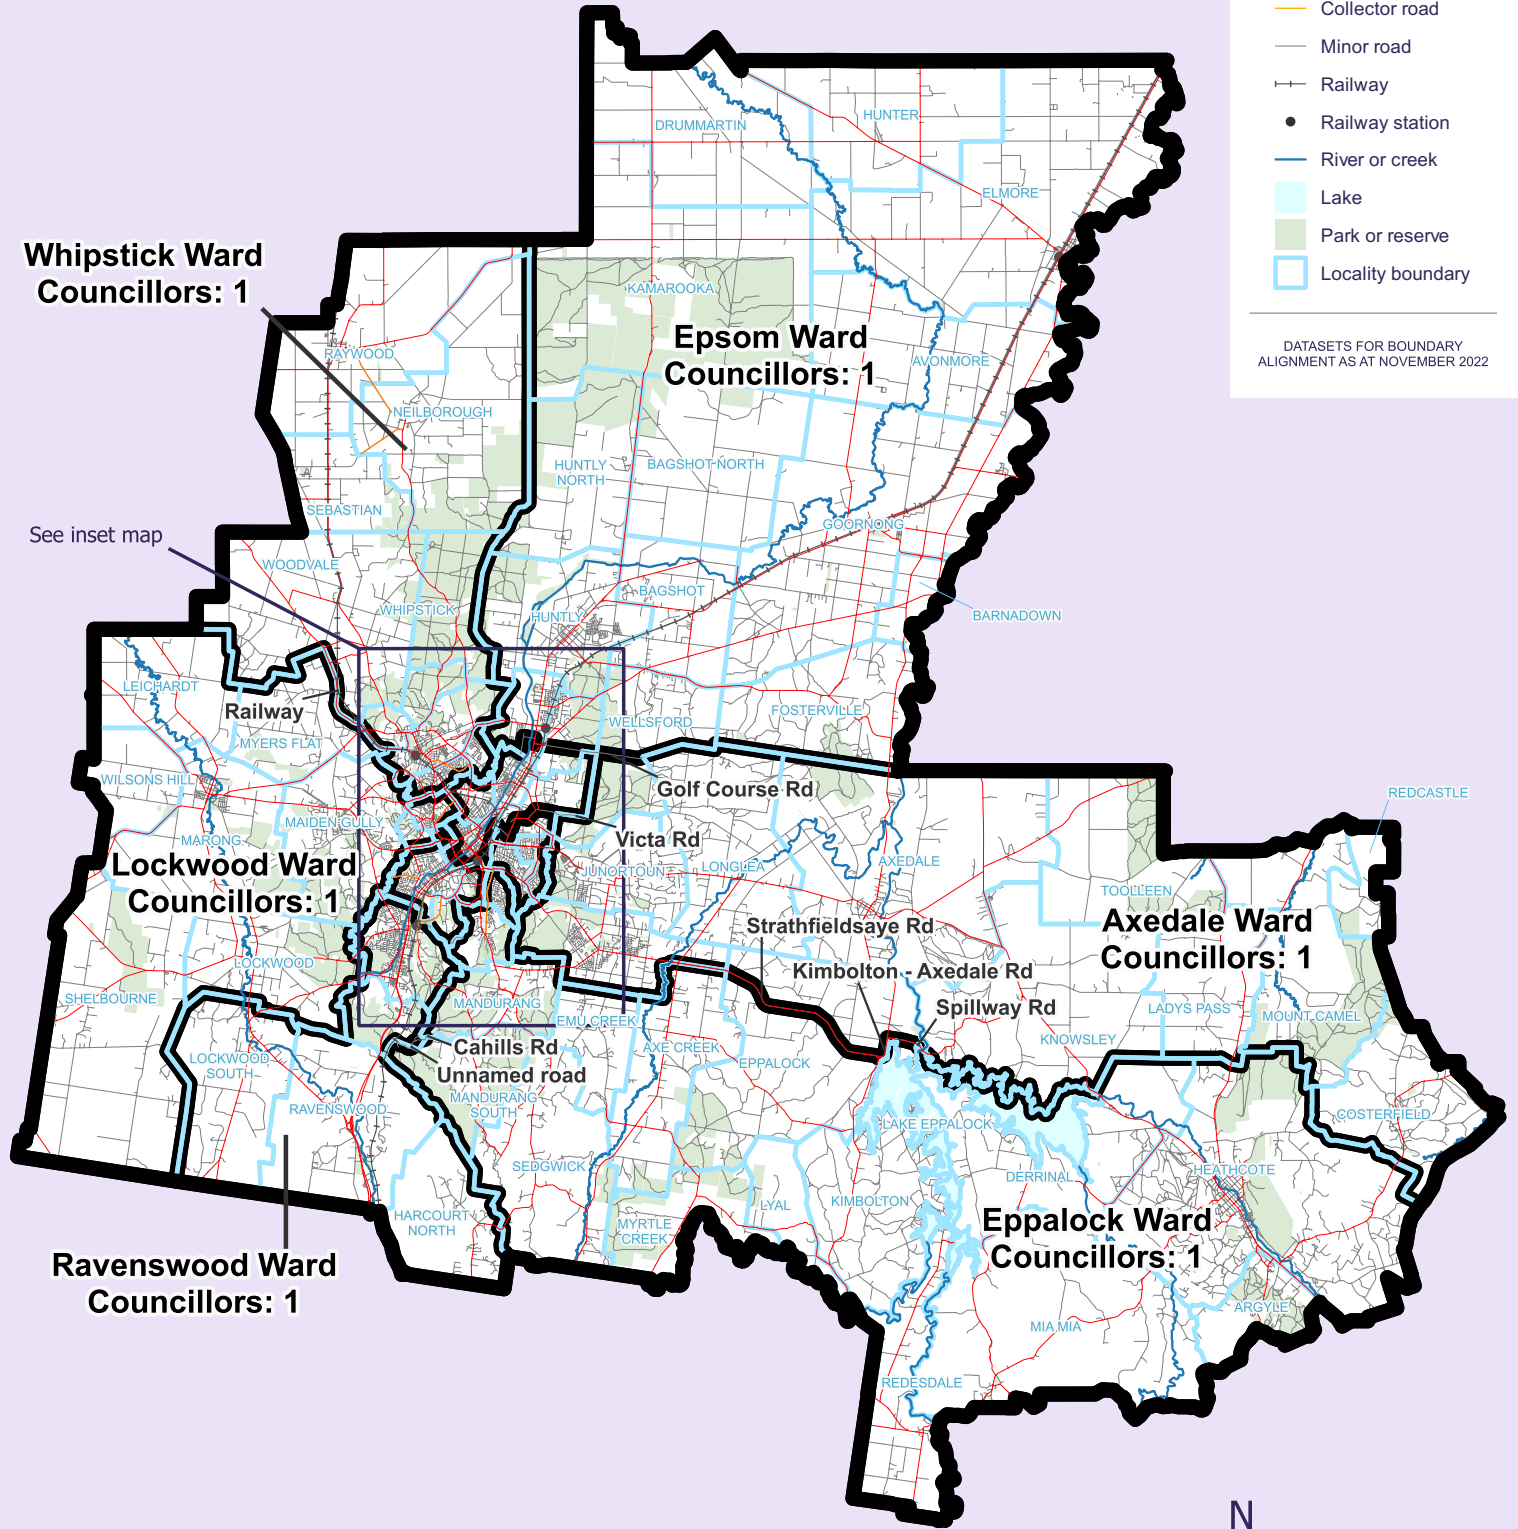 Collector road
Minor road
Railway
Railway station
River or creek
Lake
Park or reserve
Locality boundary
DATASETS FOR BOUNDARY
ALIGNMENT AS AT NOVEMBER 2022
DRUMMARTIN
HUNTER
ELMORE
Whipstick Ward
Councillors: 1
KAMAROOKA
Epsom Ward
Councillors: 1
RAYWOOD
AVONMORE
NEILBOROUGH
HUNTLY
NORTH
BAGSHOT NORTH
SEBASTIAN
GOORNONG
See inset map
WOODVALE
WHIPSTICK
HUNTLY
BAGSHOT
BARNADOWN
LEICHARDT
Railway
MYERS FLAT
WELLSFORD
FOSTERVILLE
WILSONS HILL
Golf Course Rd
REDCASTLE
MAIDEN GULLY
MARONG
Victa Rd
Lockwood Ward
Councillors: 1
JUNORTOUN
LONGLEA
AXEDALE
TOOLLEEN
Axedale Ward
Councillors: 1
Strathfieldsaye Rd
LOCKWOOD
Kimbolton - Axedale Rd
SHELBOURNE
MANDURANG
Spillway Rd
LADYS PASS
MOUNT CAMEL
EMU CREEK
KNOWSLEY
Cahills Rd
Unnamed road
AXE CREEK
EPPALOCK
LOCKWOOD
SOUTH
MANDURANG
SOUTH
RAVENSWOOD
LAKE EPPALOCK
COSTERFIELD
SEDGWICK
DERRINAL
HEATHCOTE
KIMBOLTON
LYAL
HARCOURT
NORTH
MYRTLE
CREEK
Eppalock Ward
Councillors: 1
Ravenswood Ward
Councillors: 1
ARGYLE
MIA MIA
REDESDALE
N